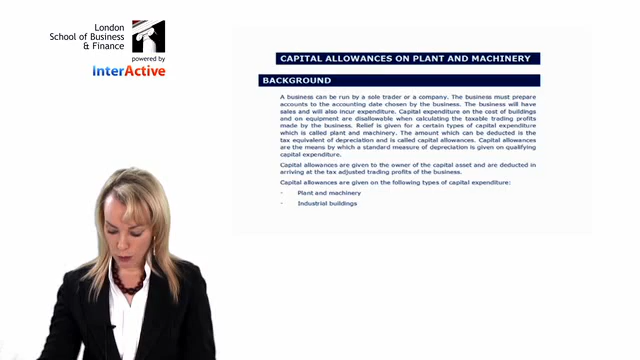 London
School of Business
& Finance
powered by
InterActive
CAPITAL ALLOWANCES ON PLANT AND MACHINERY
BACKGROUND
A business can be run by a sole trader or a company. The business must prepare
accounts to the accounting date chosen by the business. The business will have
sales and will also incur expenditure. Capital expenditure on the cost of buildings
and on equipment are disallowable when calculating the taxable trading profits
made by the business. Relief is given for a certain types of capital expenditure
which is called plant and machinery. The amount which can be deducted is the
tax equivalent of depreciation and is called capital allowances. Capital allowances
are the means by which a standard measure of depreciation is given on qualifying
capital expenditure.
Capital allowances are given to the owner of the capital asset and are deducted in
arriving at the tax adjusted trading profits of the business.
Capital allowances are given on the following types of capital expenditure:
- Plant and machinery
- Industrial buildings